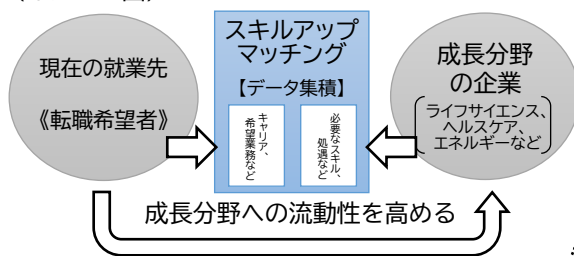 現在の就業先
《転職希望者》
スキルアップ
マッチング
【データ集積】
キャリア、
希望業務など
必要なスキル、
処遇など
成長分野
の企業
ライフサイエンス、
ヘルスケア、
エネルギーなど
成長分野への流動性を高める